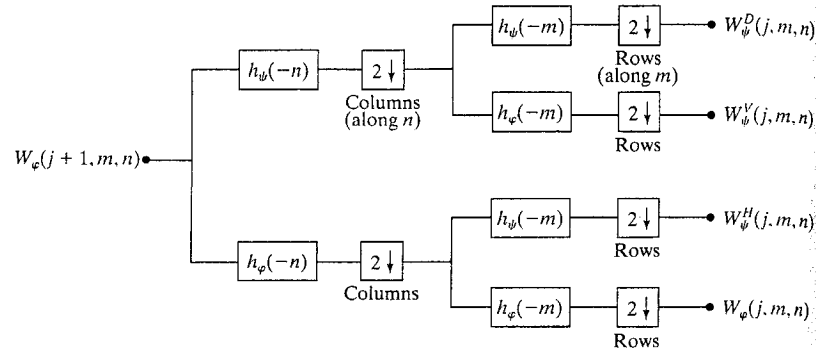 h_ψ(−m)
2↓
W_ψ^D(j, m, n)
Rows
(along m)
h_ψ(−n)
2↓
Columns
(along n)
h_φ(−m)
2↓
W_ψ^V(j, m, n)
Rows
W_φ(j + 1, m, n)
h_ψ(−m)
2↓
W_ψ^H(j, m, n)
Rows
h_φ(−n)
2↓
Columns
h_φ(−m)
2↓
W_φ(j, m, n)
Rows